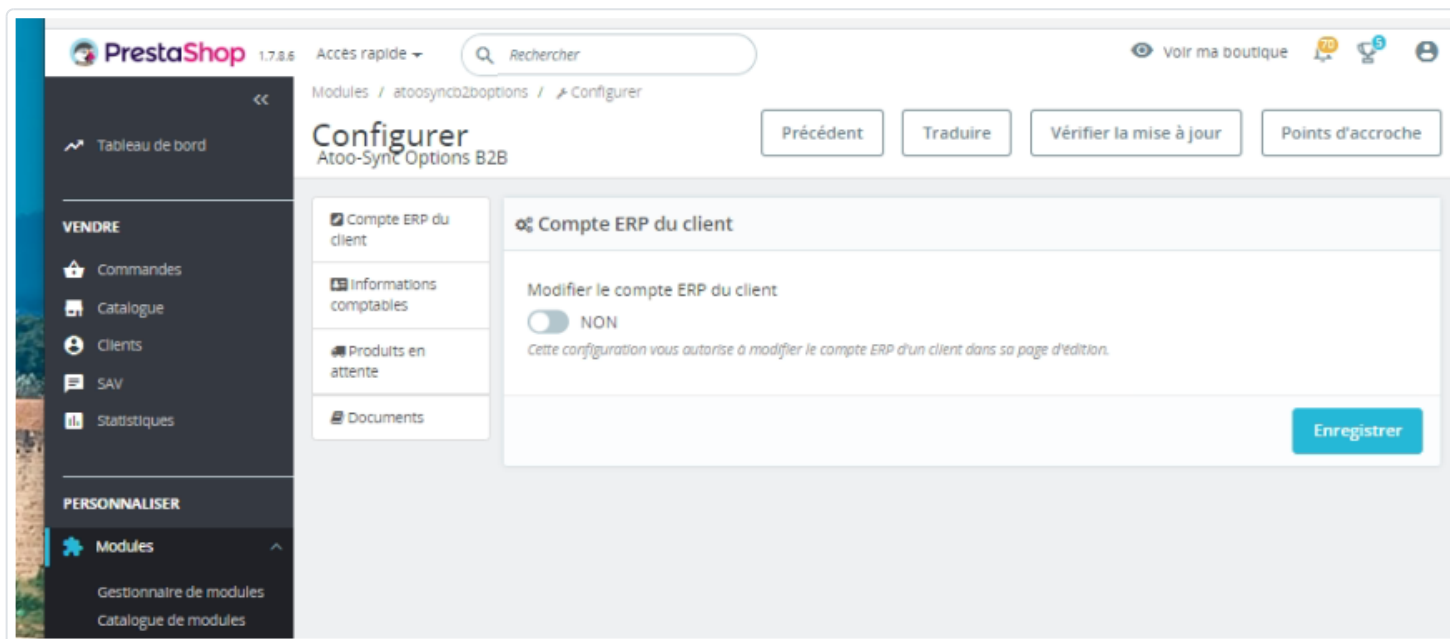 PrestaShop 1.7.8.6 Accès rapide Rechercher Voir ma boutique 70 5
Modules / atoosyncb2boptions / Configurer
Configurer
Atoo-Sync Options B2B
Précédent Traduire Vérifier la mise à jour Points d'accroche
Tableau de bord
VENDRE
Commandes
Catalogue
Clients
SAV
Statistiques
PERSONNALISER
Modules
Gestionnaire de modules
Catalogue de modules
Compte ERP du
client
Informations
comptables
Produits en
attente
Documents
Compte ERP du client
Modifier le compte ERP du client
NON
Cette configuration vous autorise à modifier le compte ERP d'un client dans sa page d'édition.
Enregistrer